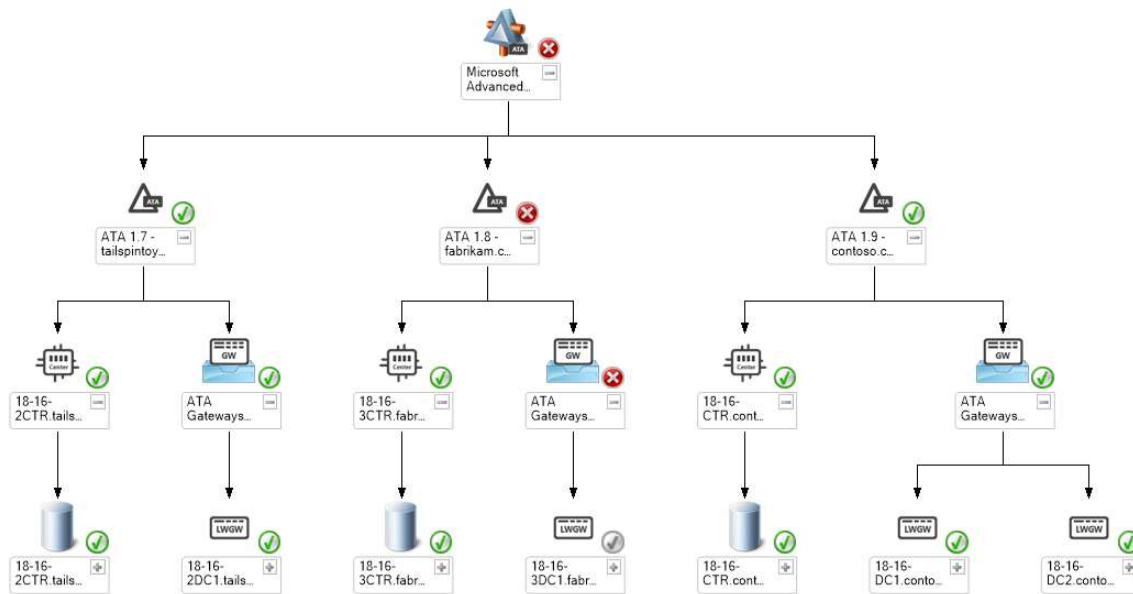 ATA
Microsoft
Advanced...
ATA
ATA
ATA
ATA 1.7 -
tailspintoy...
ATA 1.8 -
fabrikam.c...
ATA 1.9 -
contoso.c...
Center
GW
Center
GW
Center
GW
18-16-
2CTR.tails...
ATA
Gateways...
18-16-
3CTR.fabr...
ATA
Gateways...
18-16-
CTR.cont...
ATA
Gateways...
LWGW
LWGW
LWGW
LWGW
18-16-
2CTR.tails...
18-16-
2DC1.tails...
18-16-
3CTR.fabr...
18-16-
3DC1.fabr...
18-16-
CTR.cont...
18-16-
DC1.conto...
18-16-
DC2.conto...